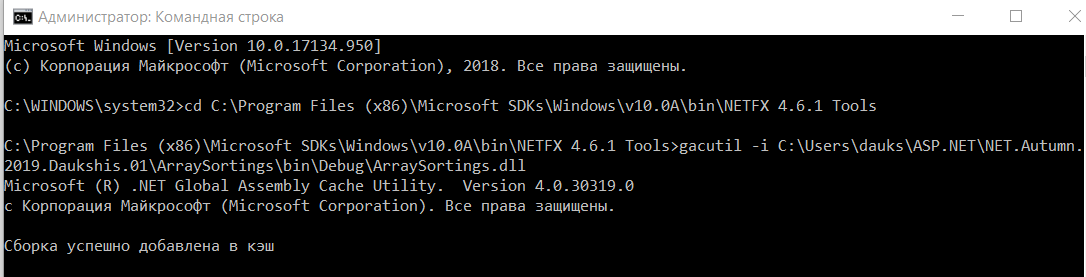 Администратор: Командная строка
Microsoft Windows [Version 10.0.17134.950]
(c) Корпорация Майкрософт (Microsoft Corporation), 2018. Все права защищены.
C:\WINDOWS\system32>cd C:\Program Files (x86)\Microsoft SDKs\Windows\v10.0A\bin\NETFX 4.6.1 Tools
C:\Program Files (x86)\Microsoft SDKs\Windows\v10.0A\bin\NETFX 4.6.1 Tools>gacutil -i C:\Users\dauks\ASP.NET\NET.Autumn.
2019.Daukshis.01\ArraySortings\bin\Debug\ArraySortings.dll
Microsoft (R) .NET Global Assembly Cache Utility.  Version 4.0.30319.0
с Корпорация Майкрософт (Microsoft Corporation). Все права защищены.
Сборка успешно добавлена в кэш